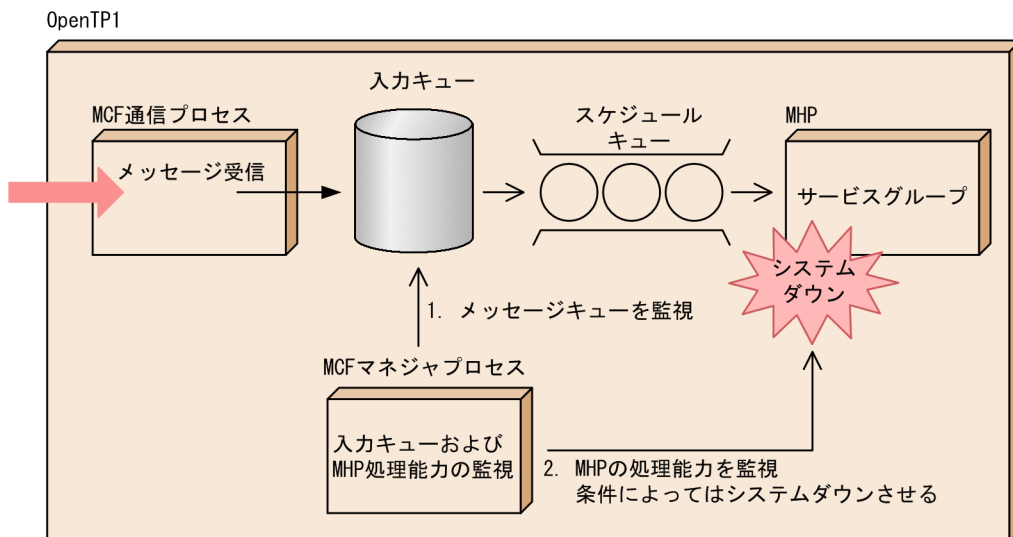 OpenTP1
入力キュー
MCF通信プロセス
スケジュール
キュー
MHP
メッセージ受信
サービスグループ
システム
ダウン
1. メッセージキューを監視
MCFマネジャプロセス
入力キューおよび
MHP処理能力の監視
2. MHPの処理能力を監視
条件によってはシステムダウンさせる